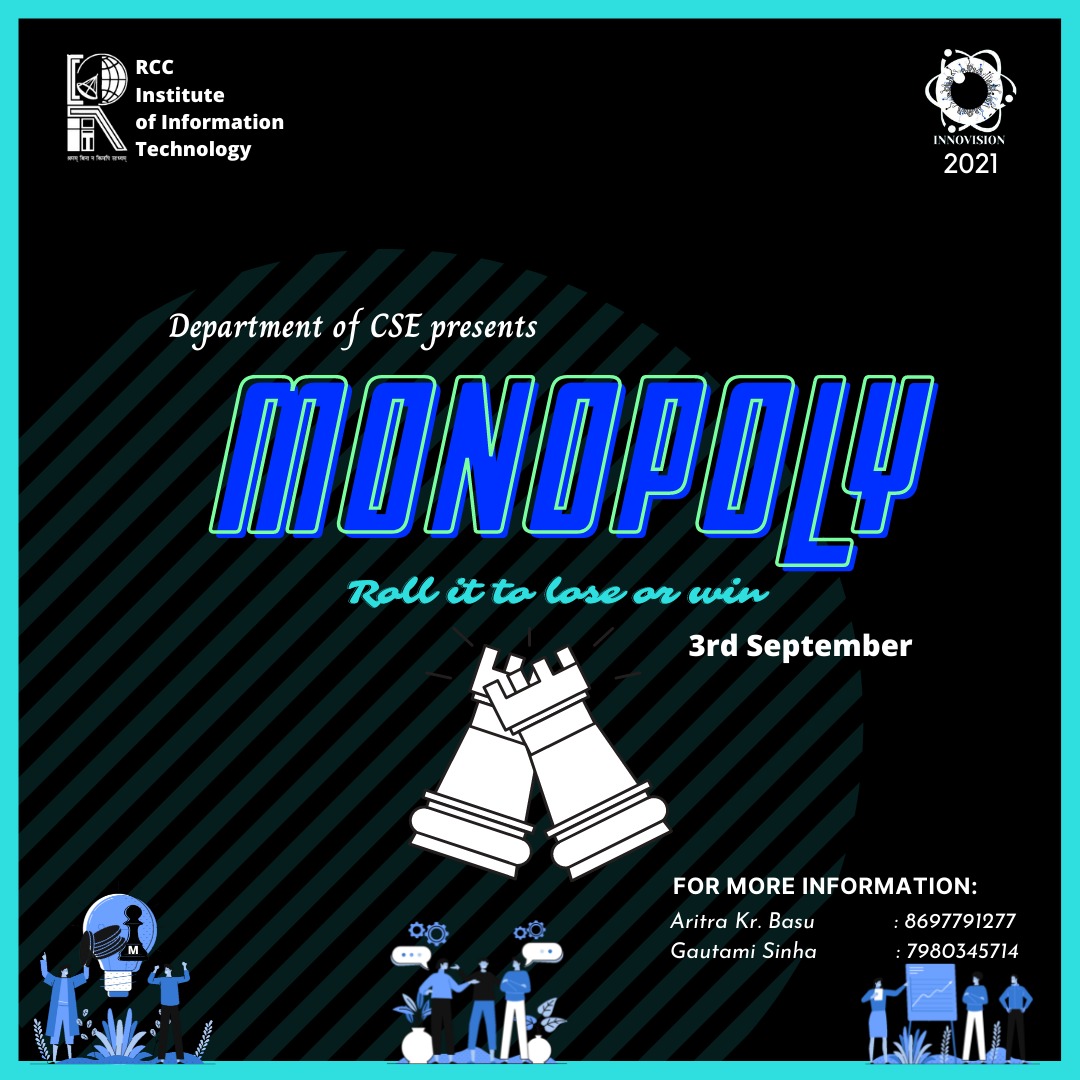 RCC
Institute
of Information
Technology
INNOVISION
2021
Department of CSE presents
MONOPOLY
Roll it to lose or win
3rd September
FOR MORE INFORMATION:
Aritra Kr. Basu : 8697791277
Gautami Sinha : 7980345714
M